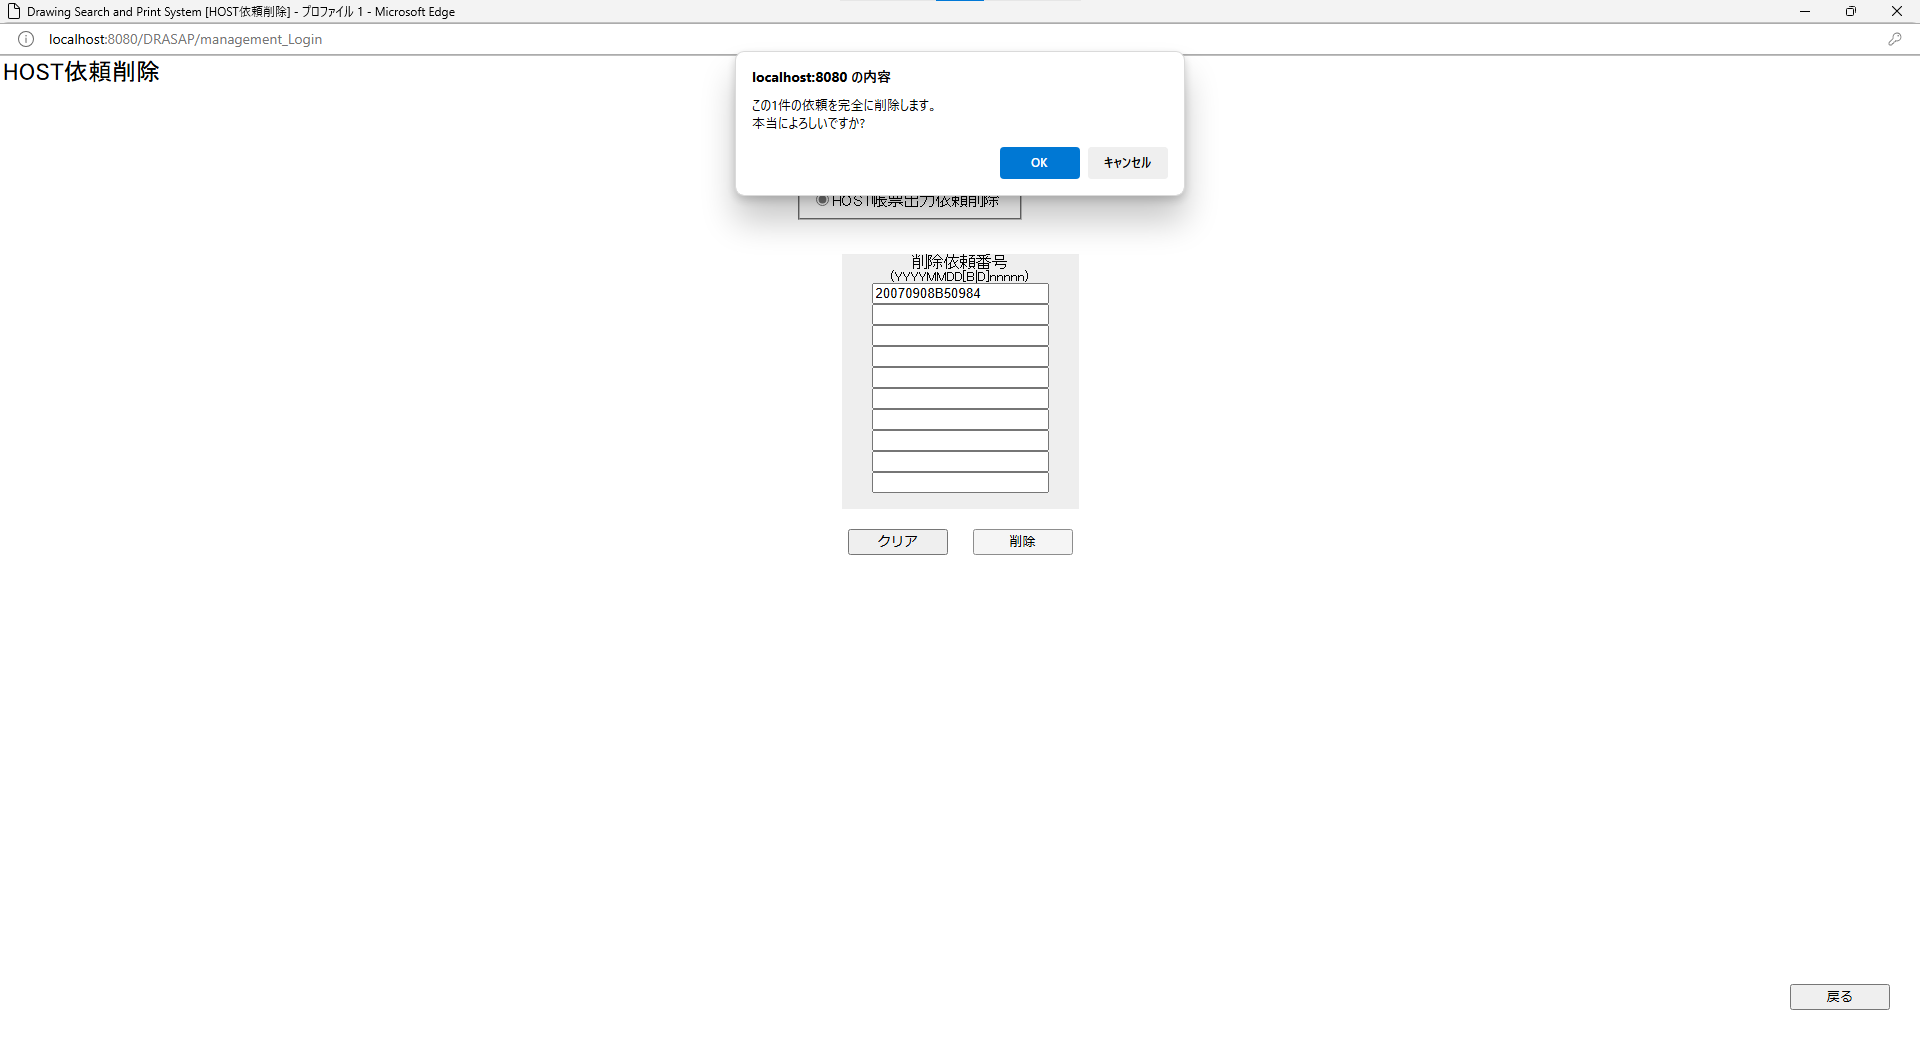 Drawing Search and Print System [HOST依頼削除] - プロファイル 1 - Microsoft Edge
localhost:8080/DRASAP/management_Login
HOST依頼削除
localhost:8080 の内容
この1件の依頼を完全に削除します。
本当によろしいですか?
OK キャンセル
HOST帳票出力依頼削除
削除依頼番号
(YYYYMMDD[B|D]nnnnn)
20070908B50984
クリア 削除
戻る